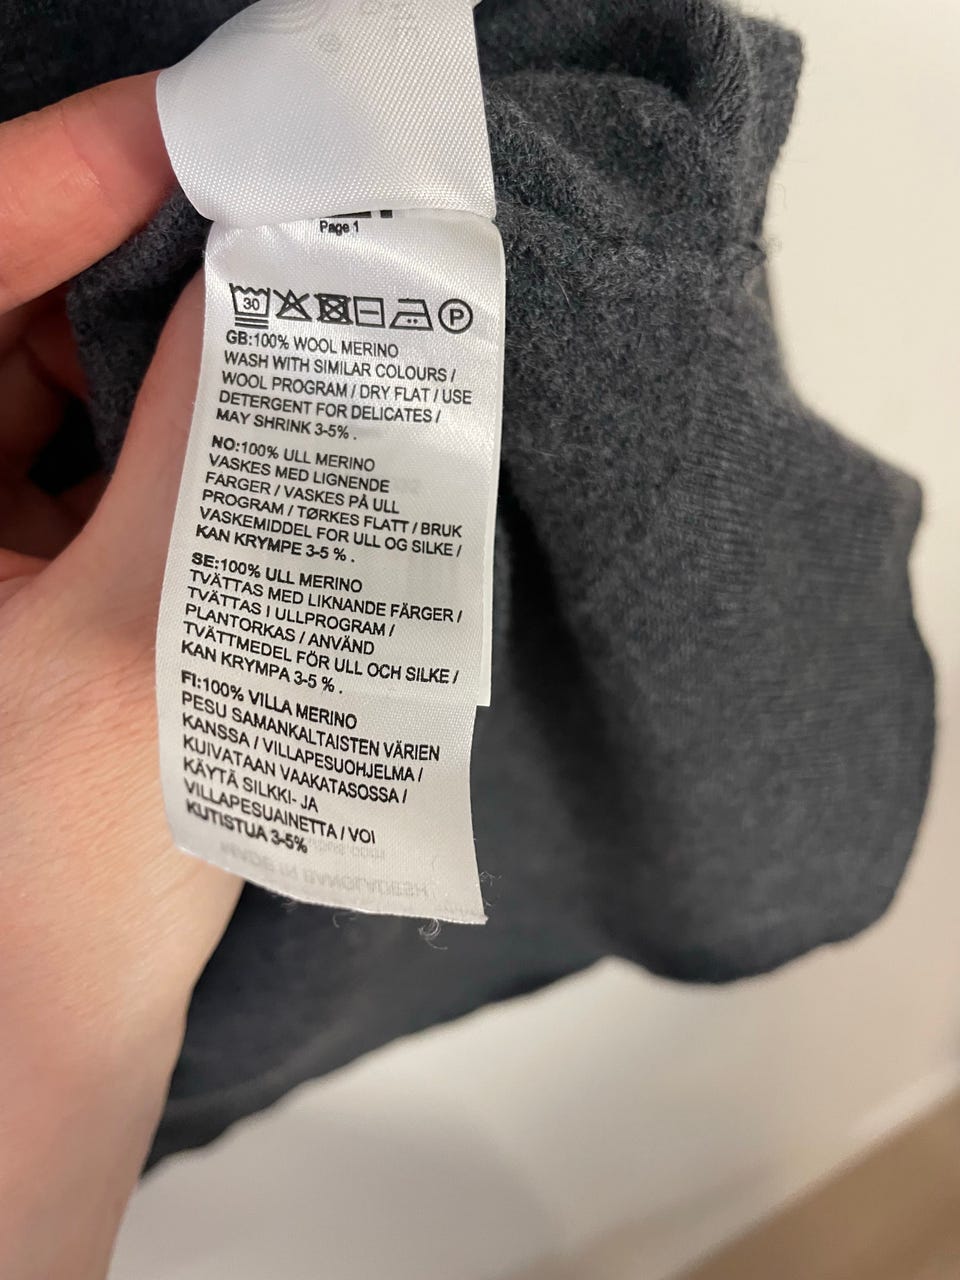 Page 1
30
P
GB:100% WOOL MERINO
WASH WITH SIMILAR COLOURS /
WOOL PROGRAM / DRY FLAT / USE
DETERGENT FOR DELICATES /
MAY SHRINK 3-5% .
NO:100% ULL MERINO
VASKES MED LIGNENDE
FARGER / VASKES PÅ ULL
PROGRAM / TØRKES FLATT / BRUK
VASKEMIDDEL FOR ULL OG SILKE /
KAN KRYMPE 3-5 % .
SE:100% ULL MERINO
TVÄTTAS MED LIKNANDE FÄRGER /
TVÄTTAS I ULLPROGRAM /
PLANTORKAS / ANVÄND
TVÄTTMEDEL FÖR ULL OCH SILKE /
KAN KRYMPA 3-5 % .
FI:100% VILLA MERINO
PESU SAMANKALTAISTEN VÄRIEN
KANSSA / VILLAPESUOHJELMA /
KUIVATAAN VAAKATASOSSA /
KÄYTÄ SILKKI- JA
VILLAPESUAINETTA / VOI
KUTISTUA 3-5%
MADE IN BANGLADESH